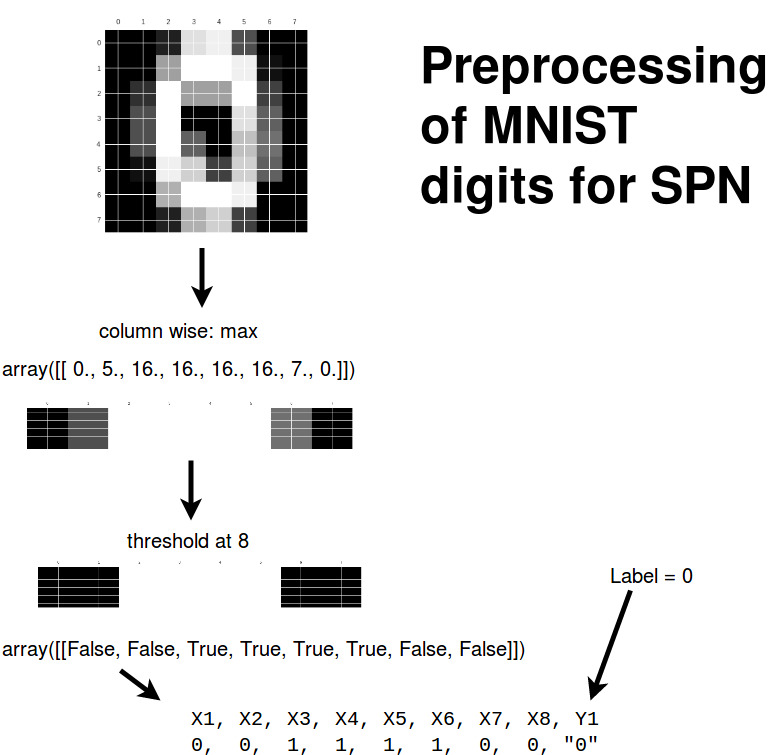 0 1 2 3 4 5 6 7
0
1
2
3
4
5
6
7
Preprocessing
of MNIST
digits for SPN
column wise: max
array([[ 0., 5., 16., 16., 16., 16., 7., 0.]])
threshold at 8
Label = 0
array([[False, False, True, True, True, True, False, False]])
X1, X2, X3, X4, X5, X6, X7, X8, Y1
0, 0, 1, 1, 1, 1, 0, 0, "0"